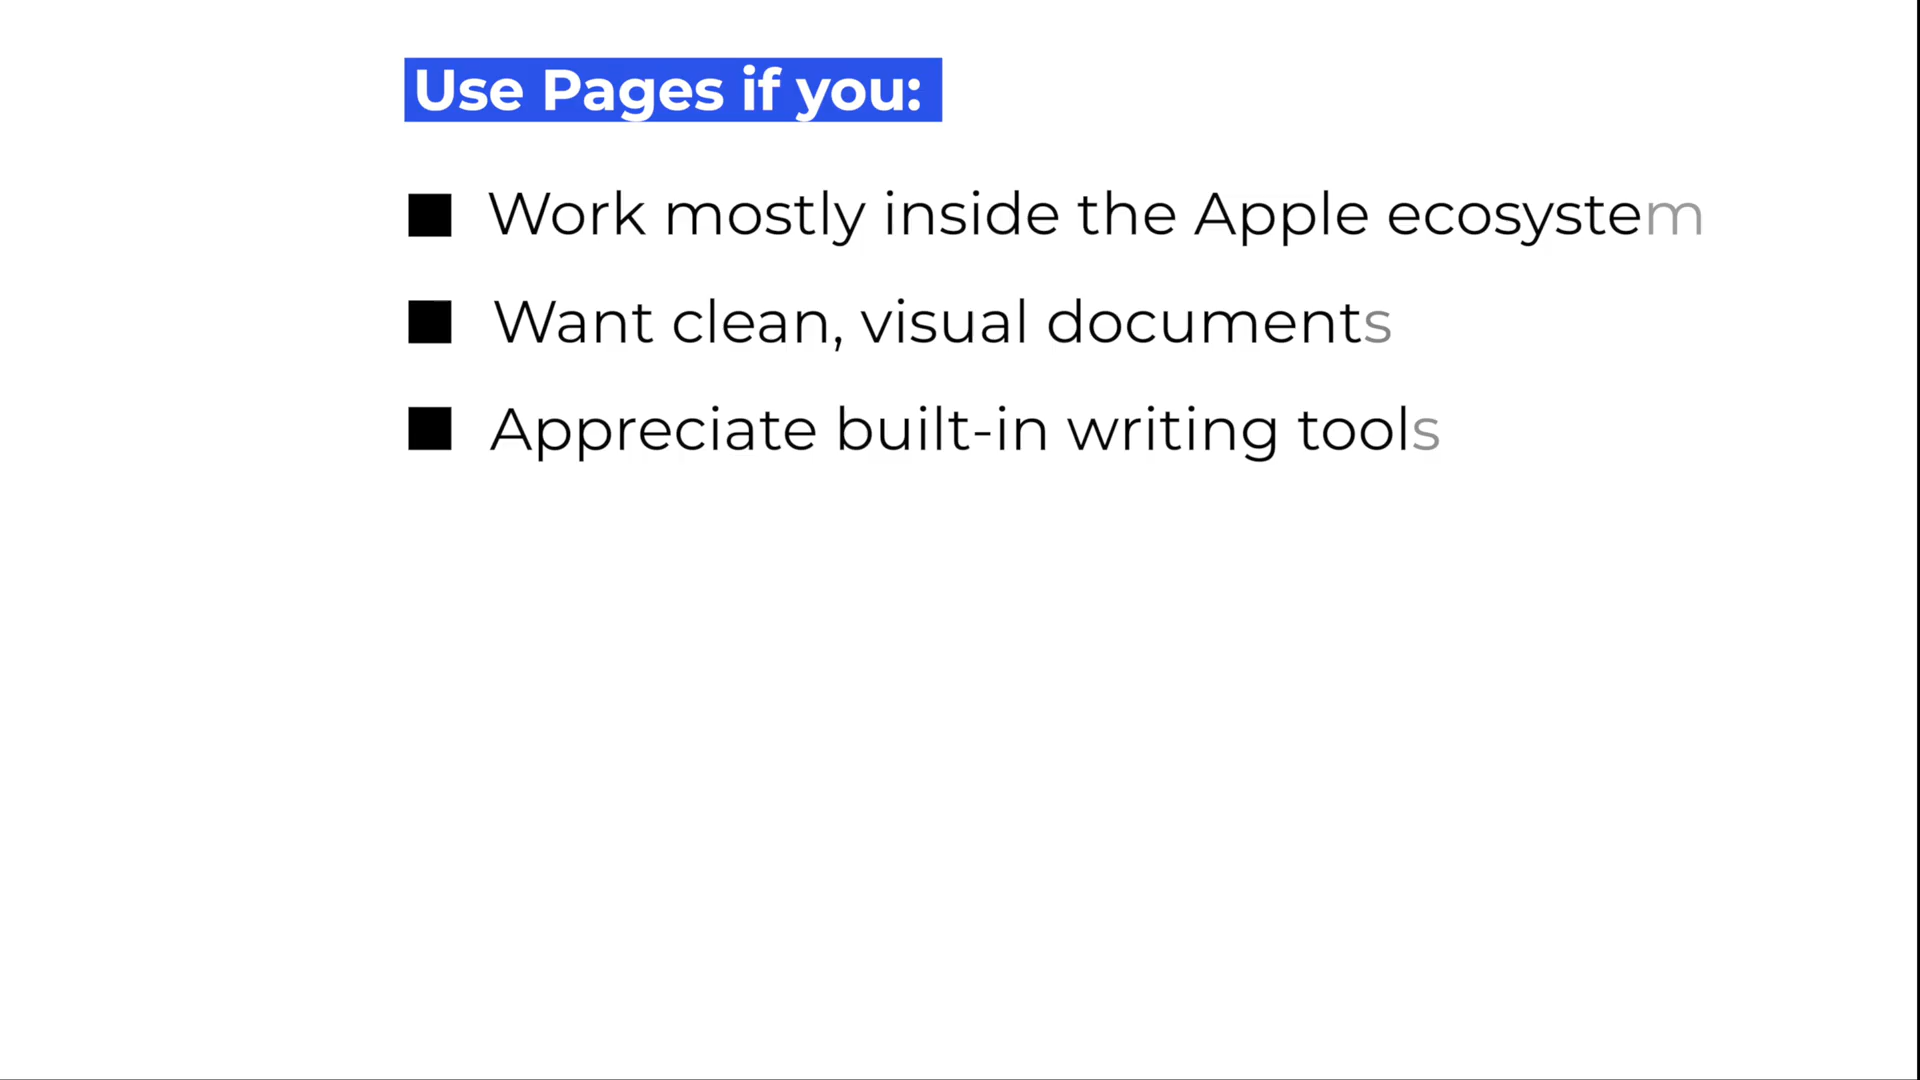 Use Pages if you:
Work mostly inside the Apple ecosystem
Want clean, visual documents
Appreciate built-in writing tools